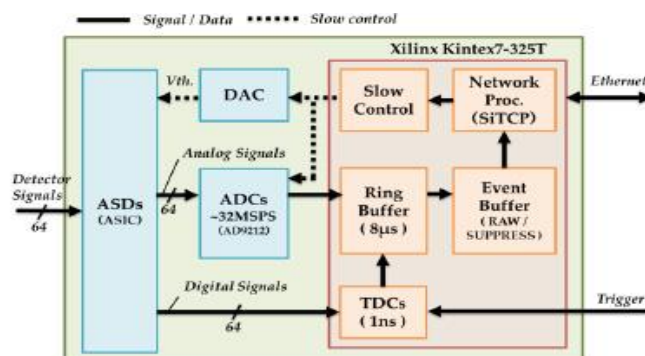 Signal / Data
Slow control
Xilinx Kintex7-325T
Vth.
DAC
Slow
Control
Network
Proc.
(SiTCP)
Ethernet
Analog Signals
64
Detector
Signals
64
ASDs
(ASIC)
ADCs
~32MSPS
(AD9212)
Ring
Buffer
( 8μs )
Event
Buffer
(RAW /
SUPPRESS)
Digital Signals
64
TDCs
( 1ns )
Trigger